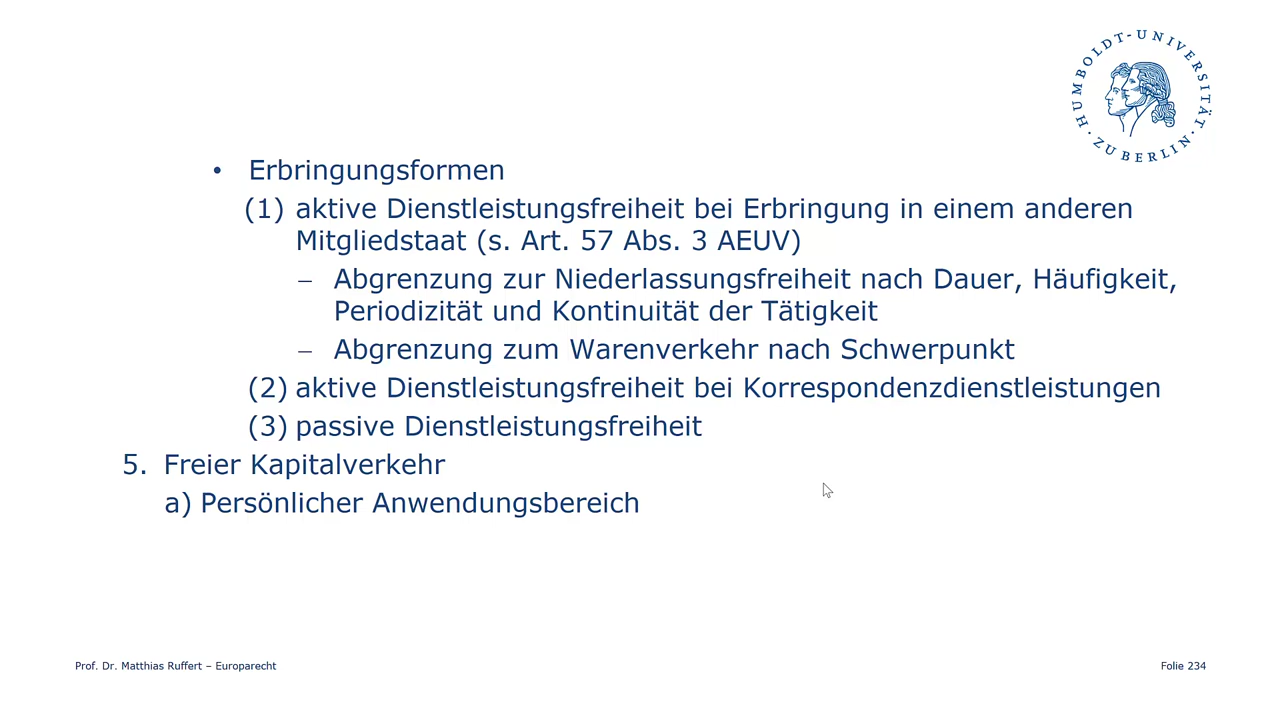 HUMBOLDT-UNIVERSITÄT
· ZU BERLIN ·
• Erbringungsformen
(1) aktive Dienstleistungsfreiheit bei Erbringung in einem anderen
Mitgliedstaat (s. Art. 57 Abs. 3 AEUV)
– Abgrenzung zur Niederlassungsfreiheit nach Dauer, Häufigkeit,
Periodizität und Kontinuität der Tätigkeit
– Abgrenzung zum Warenverkehr nach Schwerpunkt
(2) aktive Dienstleistungsfreiheit bei Korrespondenzdienstleistungen
(3) passive Dienstleistungsfreiheit
5. Freier Kapitalverkehr
a) Persönlicher Anwendungsbereich
Prof. Dr. Matthias Ruffert – Europarecht
Folie 234